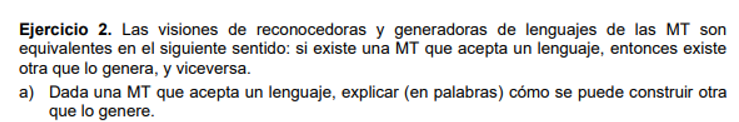 Ejercicio 2. Las visiones de reconocedoras y generadoras de lenguajes de las MT son
equivalentes en el siguiente sentido: si existe una MT que acepta un lenguaje, entonces existe
otra que lo genera, y viceversa.
a) Dada una MT que acepta un lenguaje, explicar (en palabras) cómo se puede construir otra
que lo genere.